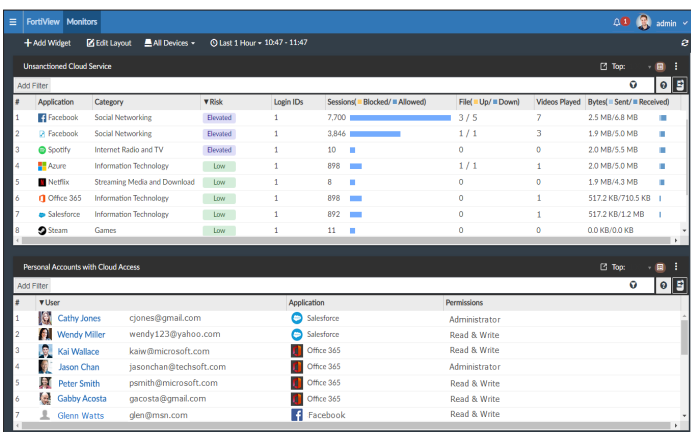 FortiView Monitors 1 admin
+Add Widget Edit Layout All Devices Last 1 Hour 10:47 - 11:47
Unsanctioned Cloud Service Top:
Add Filter
# Application Category ▼Risk Login IDs Sessions(Blocked/Allowed) File(Up/Down) Videos Played Bytes(Sent/Received)
1 Facebook Social Networking Elevated 1 7,700 3 / 5 7 2.5 MB/6.8 MB
2 Facebook Social Networking Elevated 1 3,846 1 / 1 3 1.9 MB/5.0 MB
3 Spotify Internet Radio and TV Elevated 1 10 0 0 2.0 MB/5.5 MB
4 Azure Information Technology Low 1 898 1 / 1 1 2.0 MB/5.0 MB
5 Netflix Streaming Media and Download Low 1 8 0 0 1.9 MB/4.3 MB
6 Office 365 Information Technology Low 1 898 0 1 517.2 KB/710.5 KB
7 Salesforce Information Technology Low 1 892 0 1 517.2 KB/1.2 MB
8 Steam Games Low 1 11 0 0 0.0 KB/0.0 KB
Personal Accounts with Cloud Access Top:
Add Filter
# ▼User Application Permissions
1 Cathy Jones cjones@gmail.com Salesforce Administrator
2 Wendy Miller wendy123@yahoo.com Salesforce Read & Write
3 Kai Wallace kaiw@microsoft.com Office 365 Read & Write
4 Jason Chan jasonchan@techsoft.com Office 365 Administrator
5 Peter Smith psmith@microsoft.com Office 365 Read & Write
6 Gabby Acosta gacosta@gmail.com Office 365 Read & Write
7 Glenn Watts glen@msn.com Facebook Read & Write